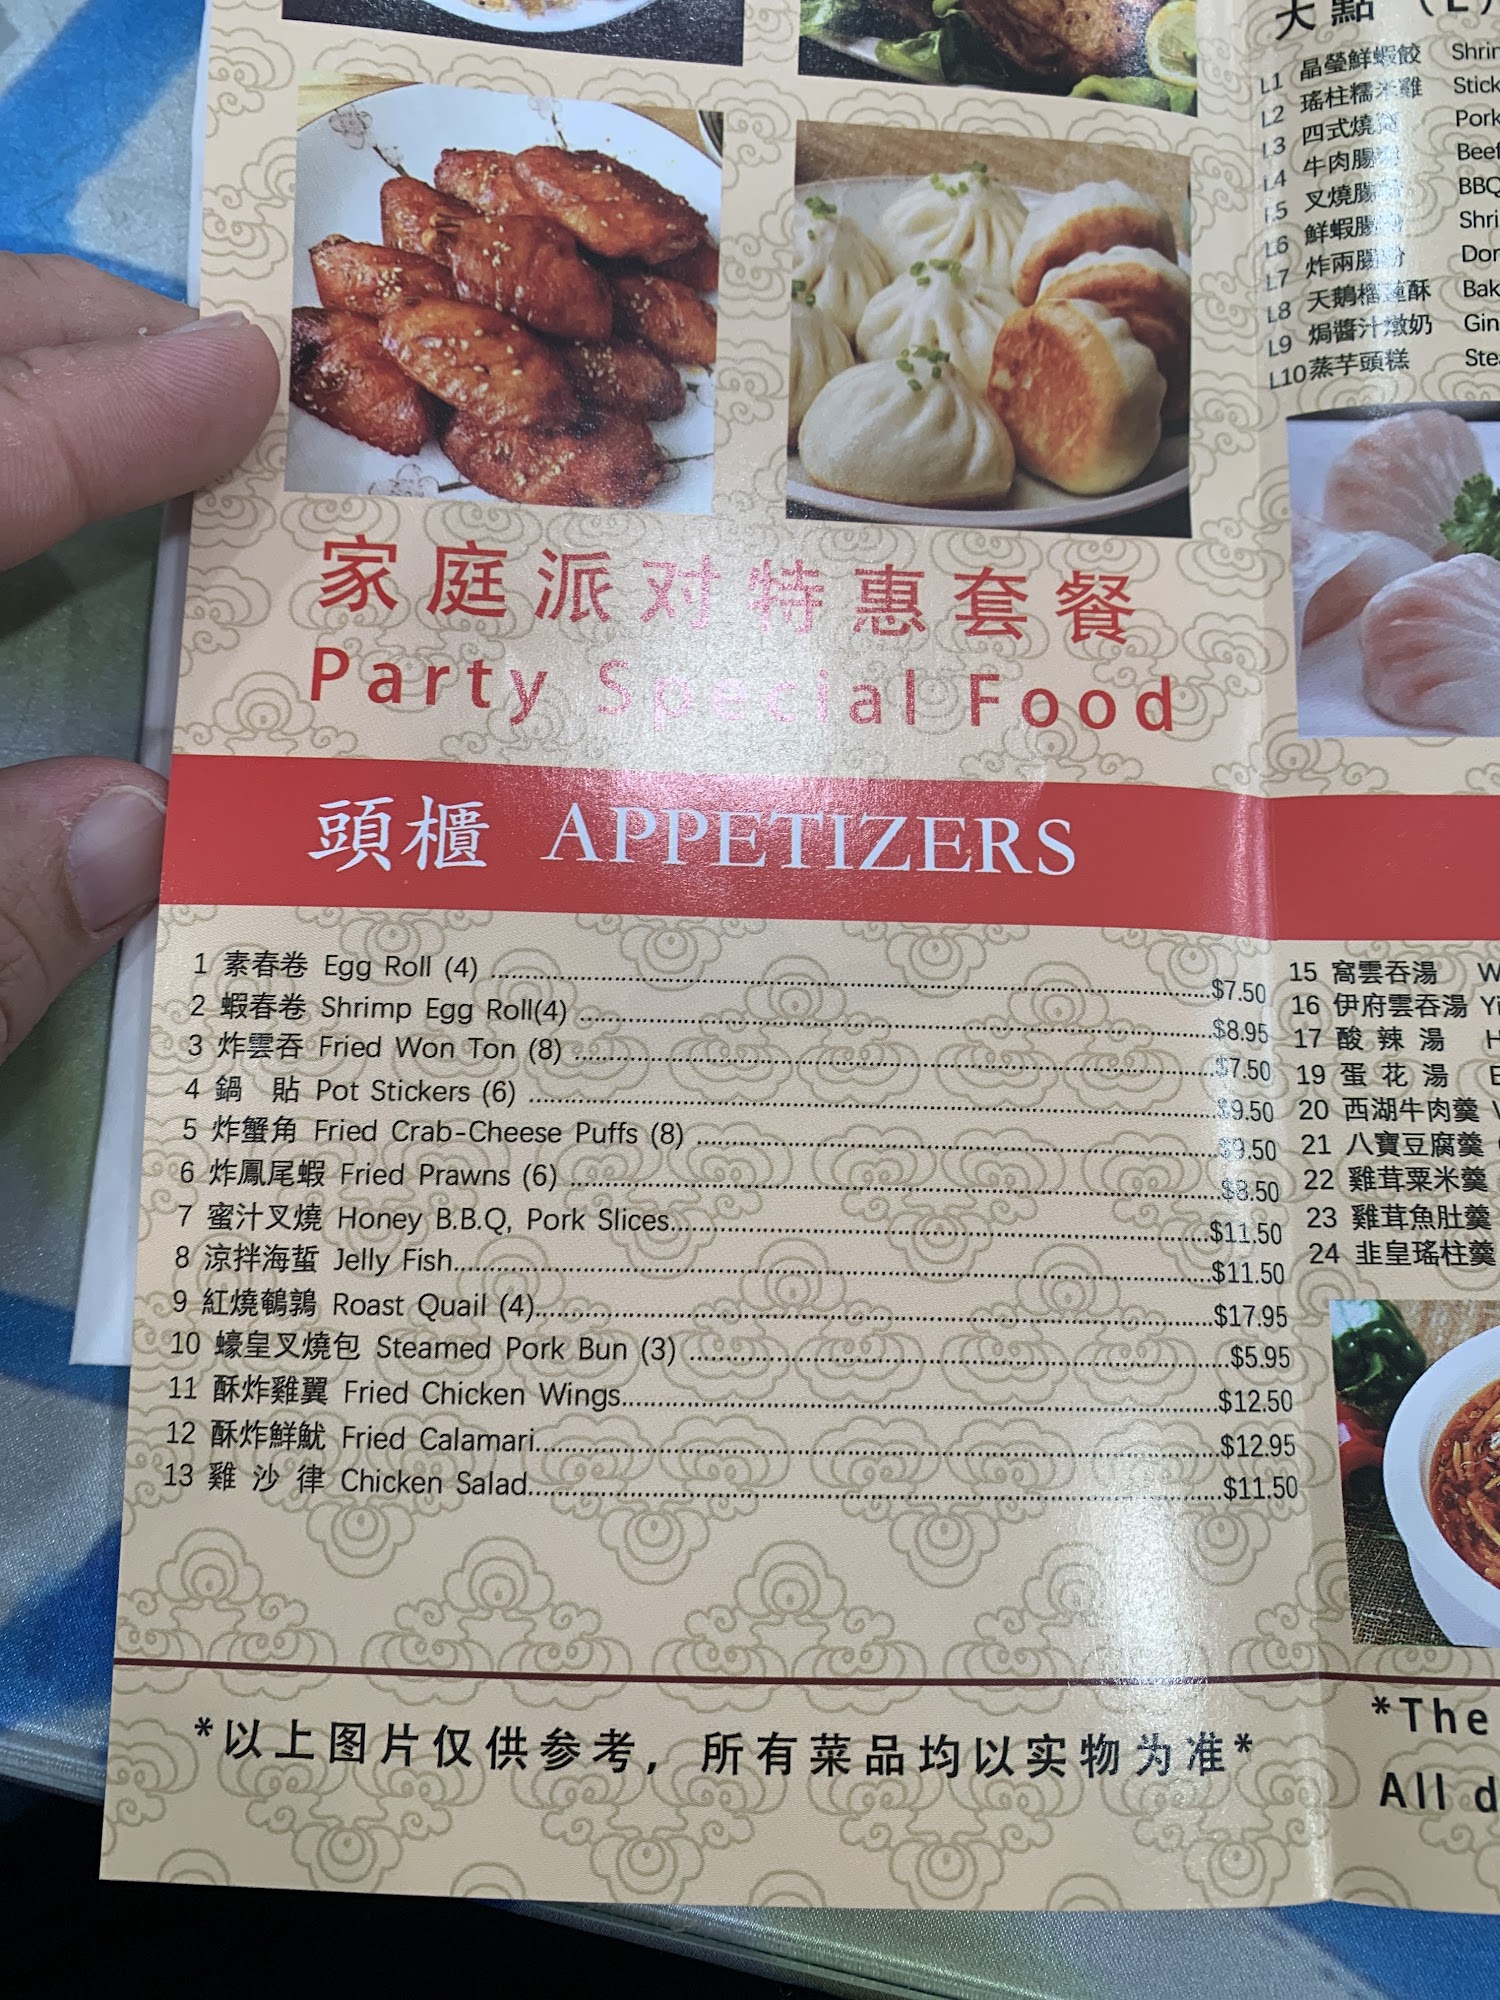 大點
L1 晶瑩鮮蝦餃
L2 瑤柱糯米雞
L3 四式燒
L4 牛肉腸
L5 叉燒腸
L6 鮮蝦腸
L7 炸兩腸粉
L8 天鵝榴蓮酥
L9 焗醬汁燉奶
L10 蒸芋頭糕
家庭派对特惠套餐
Party Special Food
頭櫃 APPETIZERS
1 素春卷 Egg Roll (4) $7.50
2 蝦春卷 Shrimp Egg Roll(4) $8.95
3 炸雲吞 Fried Won Ton (8) $7.50
4 鍋 貼 Pot Stickers (6) $9.50
5 炸蟹角 Fried Crab-Cheese Puffs (8) $9.50
6 炸鳳尾蝦 Fried Prawns (6) $8.50
7 蜜汁叉燒 Honey B.B.Q, Pork Slices $11.50
8 涼拌海蜇 Jelly Fish $11.50
9 紅燒鵪鶉 Roast Quail (4) $17.95
10 蠔皇叉燒包 Steamed Pork Bun (3) $5.95
11 酥炸雞翼 Fried Chicken Wings $12.50
12 酥炸鮮魷 Fried Calamari $12.95
13 雞 沙 律 Chicken Salad $11.50
15 窩雲吞湯
16 伊府雲吞湯
17 酸 辣 湯
19 蛋 花 湯
20 西湖牛肉羹
21 八寶豆腐羹
22 雞茸粟米羹
23 雞茸魚肚羹
24 韭皇瑤柱羹
*以上图片仅供参考，所有菜品均以实物为准*
*The
All